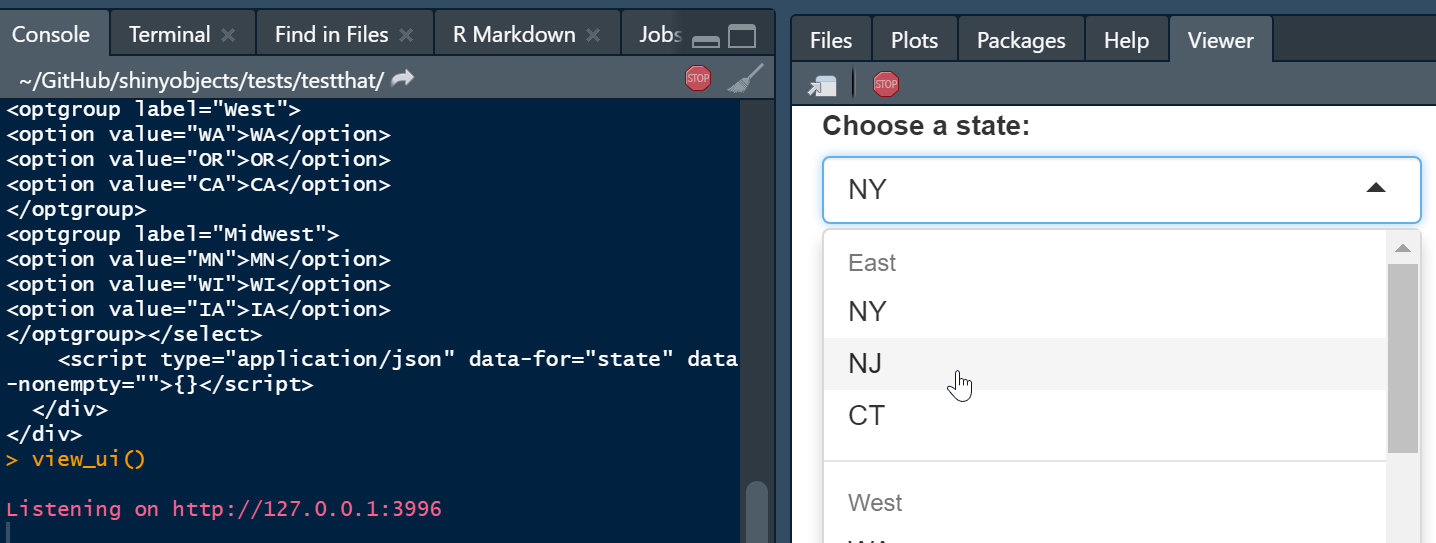 Console Terminal Find in Files R Markdown Jobs
~/GitHub/shinyobjects/tests/testthat/
STOP
<optgroup label="West">
<option value="WA">WA</option>
<option value="OR">OR</option>
<option value="CA">CA</option>
</optgroup>
<optgroup label="Midwest">
<option value="MN">MN</option>
<option value="WI">WI</option>
<option value="IA">IA</option>
</optgroup></select>
    <script type="application/json" data-for="state" data
-nonempty="">{}</script>
  </div>
</div>
> view_ui()
Listening on http://127.0.0.1:3996
Files Plots Packages Help Viewer
STOP
Choose a state:
NY
East
NY
NJ
CT
West
WA